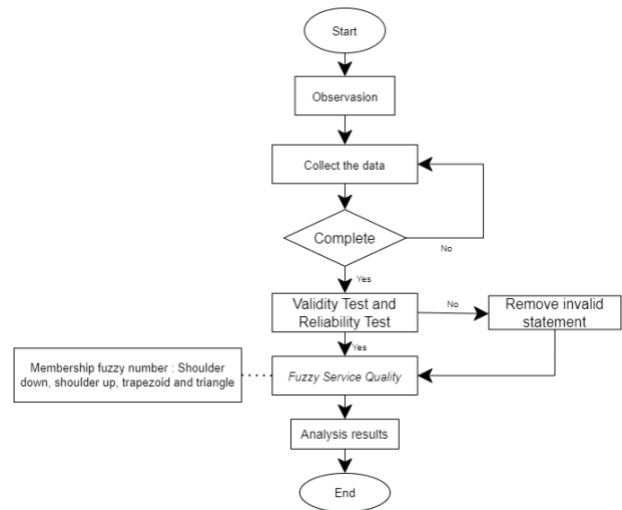 Start
Observasion
Collect the data
Complete
No
Yes
Validity Test and
Reliability Test
No
Remove invalid
statement
Yes
Membership fuzzy number : Shoulder
down, shoulder up, trapezoid and triangle
Fuzzy Service Quality
Analysis results
End